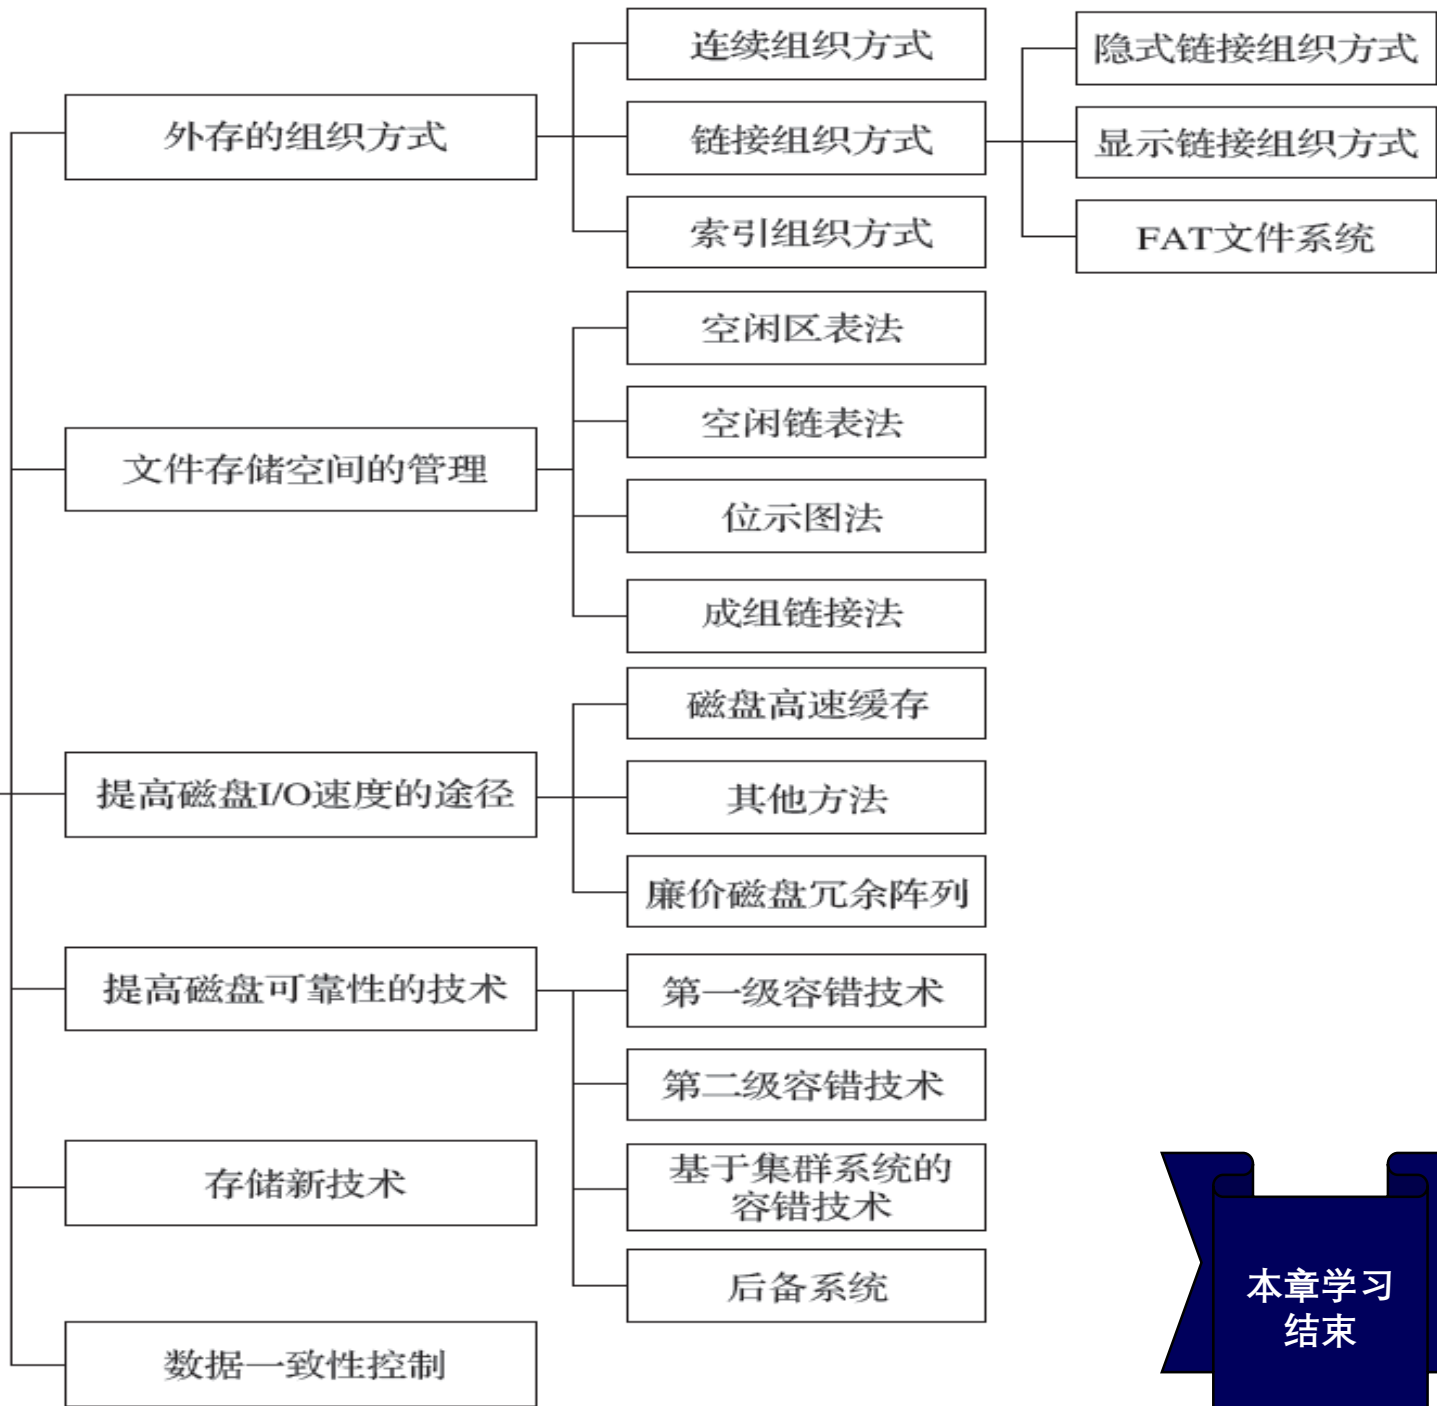 外存的组织方式
连续组织方式
链接组织方式
索引组织方式
隐式链接组织方式
显示链接组织方式
FAT文件系统
文件存储空间的管理
空闲区表法
空闲链表法
位示图法
成组链接法
提高磁盘I/O速度的途径
磁盘高速缓存
其他方法
廉价磁盘冗余阵列
提高磁盘可靠性的技术
第一级容错技术
第二级容错技术
基于集群系统的
容错技术
后备系统
存储新技术
数据一致性控制
本章学习
结束